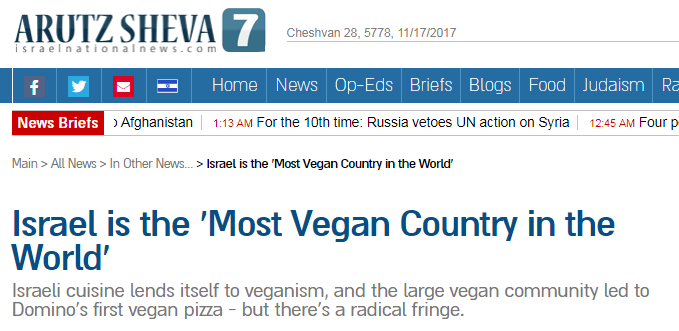 ARUTZ SHEVA 7
israelnationalnews.com
Cheshvan 28, 5778, 11/17/2017
Home News Op-Eds Briefs Blogs Food Judaism Ra
News Briefs o Afghanistan 1:13 AM For the 10th time: Russia vetoes UN action on Syria 12:45 AM Four p
Main > All News > In Other News... > Israel is the 'Most Vegan Country in the World'
Israel is the 'Most Vegan Country in the
World'
Israeli cuisine lends itself to veganism, and the large vegan community led to
Domino's first vegan pizza - but there's a radical fringe.